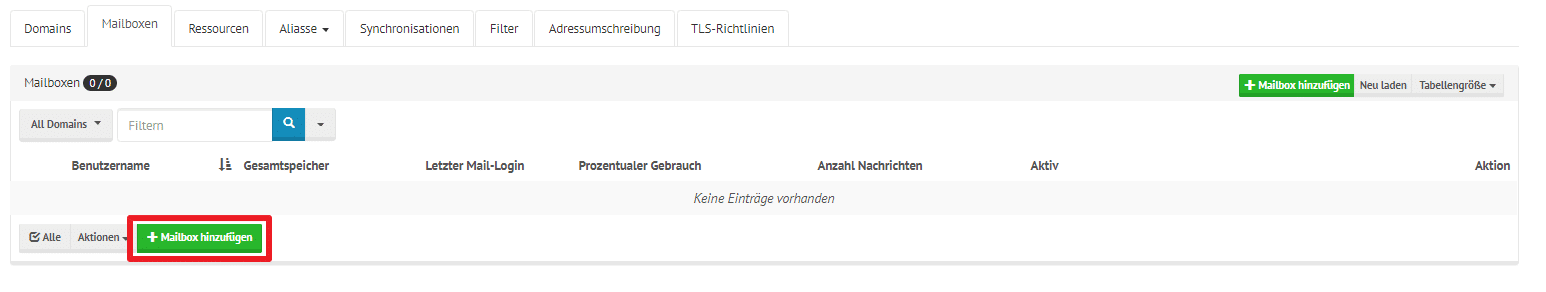 Domains Mailboxen Ressourcen Aliasse Synchronisationen Filter Adressumschreibung TLS-Richtlinien
Mailboxen 0 / 0 Mailbox hinzufügen Neu laden Tabellengröße
All Domains Filtern
Benutzername Gesamtspeicher Letzter Mail-Login Prozentualer Gebrauch Anzahl Nachrichten Aktiv Aktion
Keine Einträge vorhanden
Alle Aktionen Mailbox hinzufügen